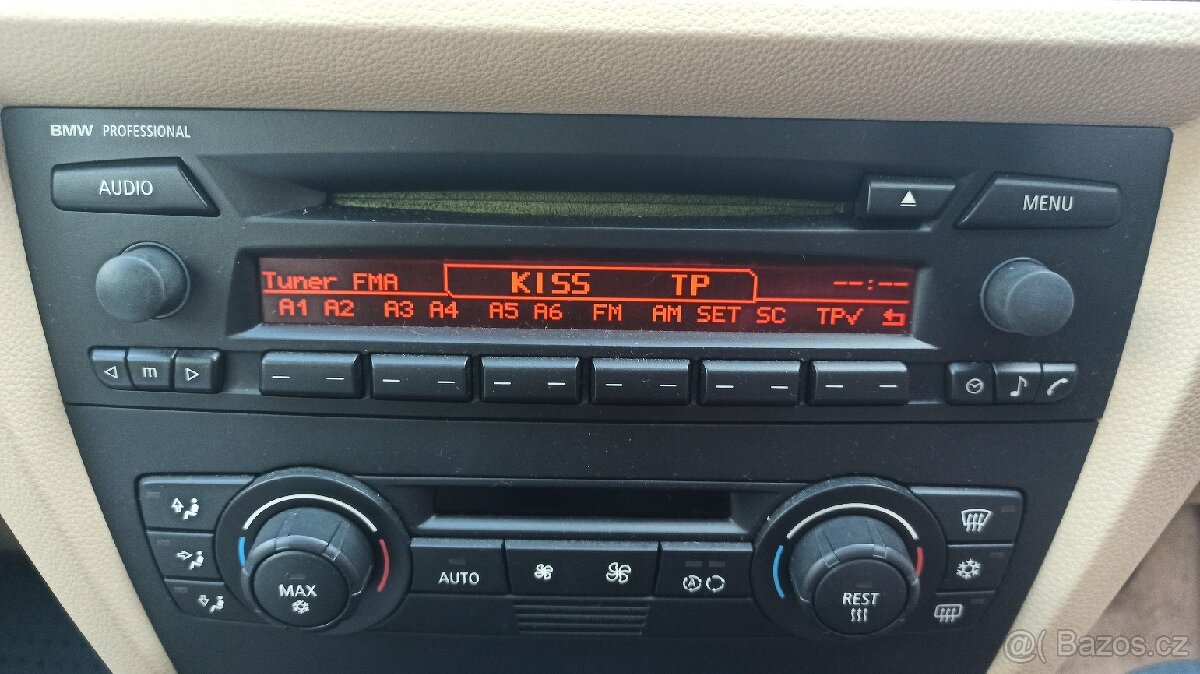 BMW PROFESSIONAL
AUDIO
MENU
Tuner FMA KISS TP --:--
A1 A2 A3 A4 A5 A6 FM AM SET SC TP✓
m
AUTO
MAX
REST
@( Bazos.cz